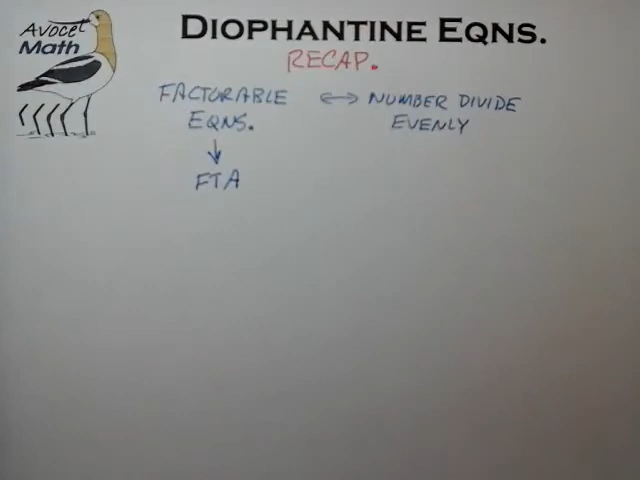 Avocet
Math
DIOPHANTINE EQNS.
RECAP.
FACTORABLE ⟷ NUMBER DIVIDE
EQNS. EVENLY
↓
FTA